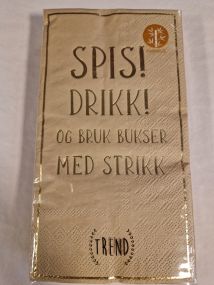 SPIS!
DRIKK!
OG BRUK BUKSER
MED STRIKK
TREND